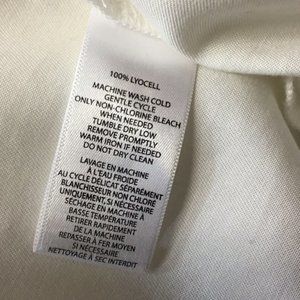 100% LYOCELL
MACHINE WASH COLD
GENTLE CYCLE
ONLY NON-CHLORINE BLEACH
WHEN NEEDED
TUMBLE DRY LOW
REMOVE PROMPTLY
WARM IRON IF NEEDED
DO NOT DRY CLEAN
LAVAGE EN MACHINE
À L'EAU FROIDE
AU CYCLE DÉLICAT SÉPARÉMENT
BLANCHISSEUR NON CHLORÉ
UNIQUEMENT, SI NÉCESSAIRE
SÉCHAGE EN MACHINE À
BASSE TEMPÉRATURE
RETIRER RAPIDEMENT
DE LA MACHINE
REPASSER À FER MOYEN
SI NÉCESSAIRE
NETTOYAGE À SEC INTERDIT